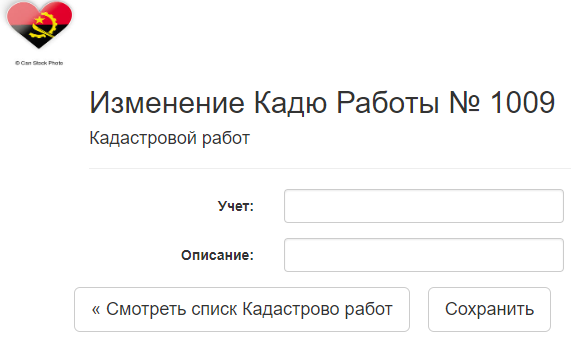 © Can Stock Photo
Изменение Кадю Работы № 1009
Кадастровой работ
Учет:
Описание:
« Смотреть списк Кадастрово работ
Сохранить